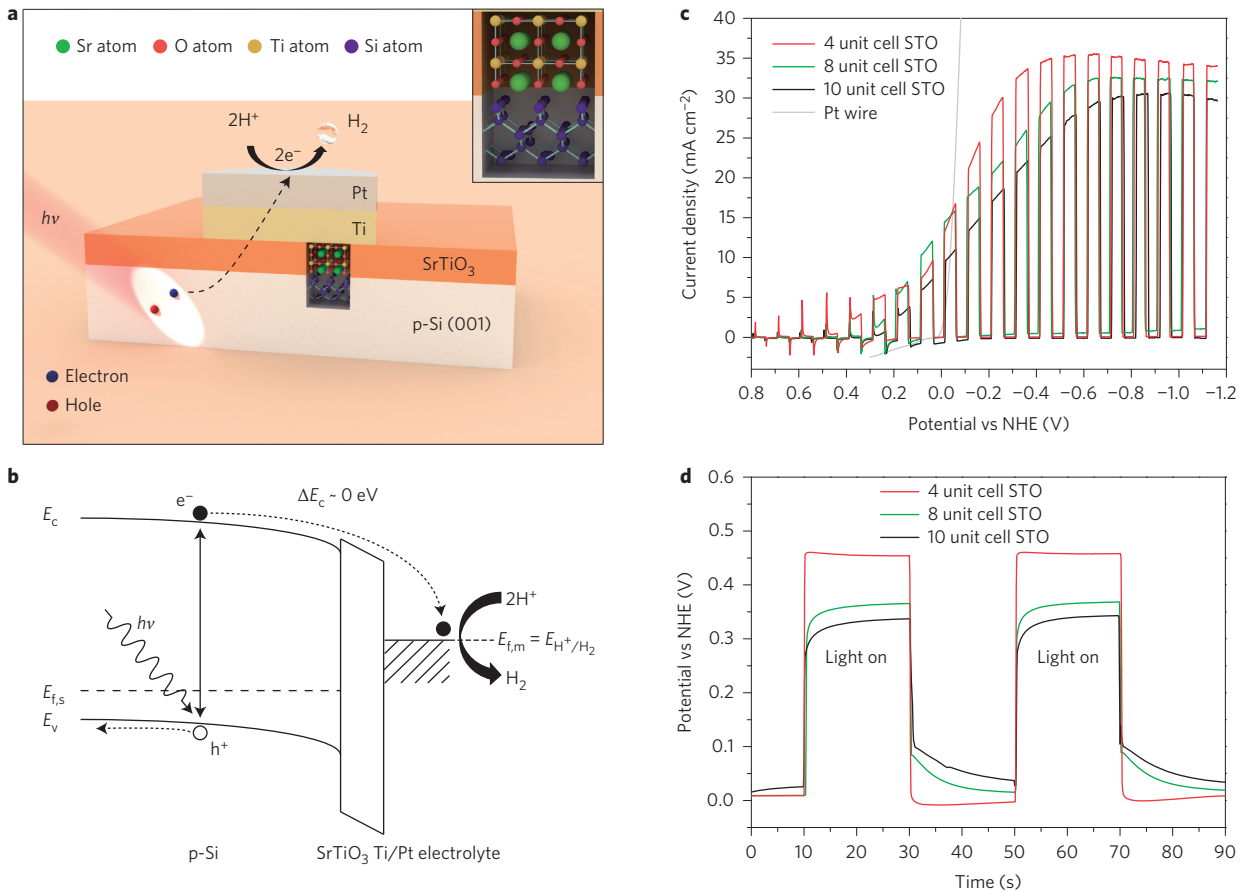 a
Sr atom
O atom
Ti atom
Si atom
2H⁺
H₂
2e⁻
Pt
Ti
hν
SrTiO₃
p-Si (001)
Electron
Hole
b
e⁻
ΔE_c ~ 0 eV
E_c
hν
2H⁺
E_f,m = E_H⁺/H₂
H₂
E_f,s
E_v
h⁺
p-Si
SrTiO₃ Ti/Pt electrolyte
c
4 unit cell STO
8 unit cell STO
10 unit cell STO
Pt wire
Current density (mA cm⁻²)
40
35
30
25
20
15
10
5
0
0.8
0.6
0.4
0.2
0.0
−0.2
−0.4
−0.6
−0.8
−1.0
−1.2
Potential vs NHE (V)
d
4 unit cell STO
8 unit cell STO
10 unit cell STO
Potential vs NHE (V)
0.6
0.5
0.4
0.3
0.2
0.1
0.0
Light on
Light on
0
10
20
30
40
50
60
70
80
90
Time (s)